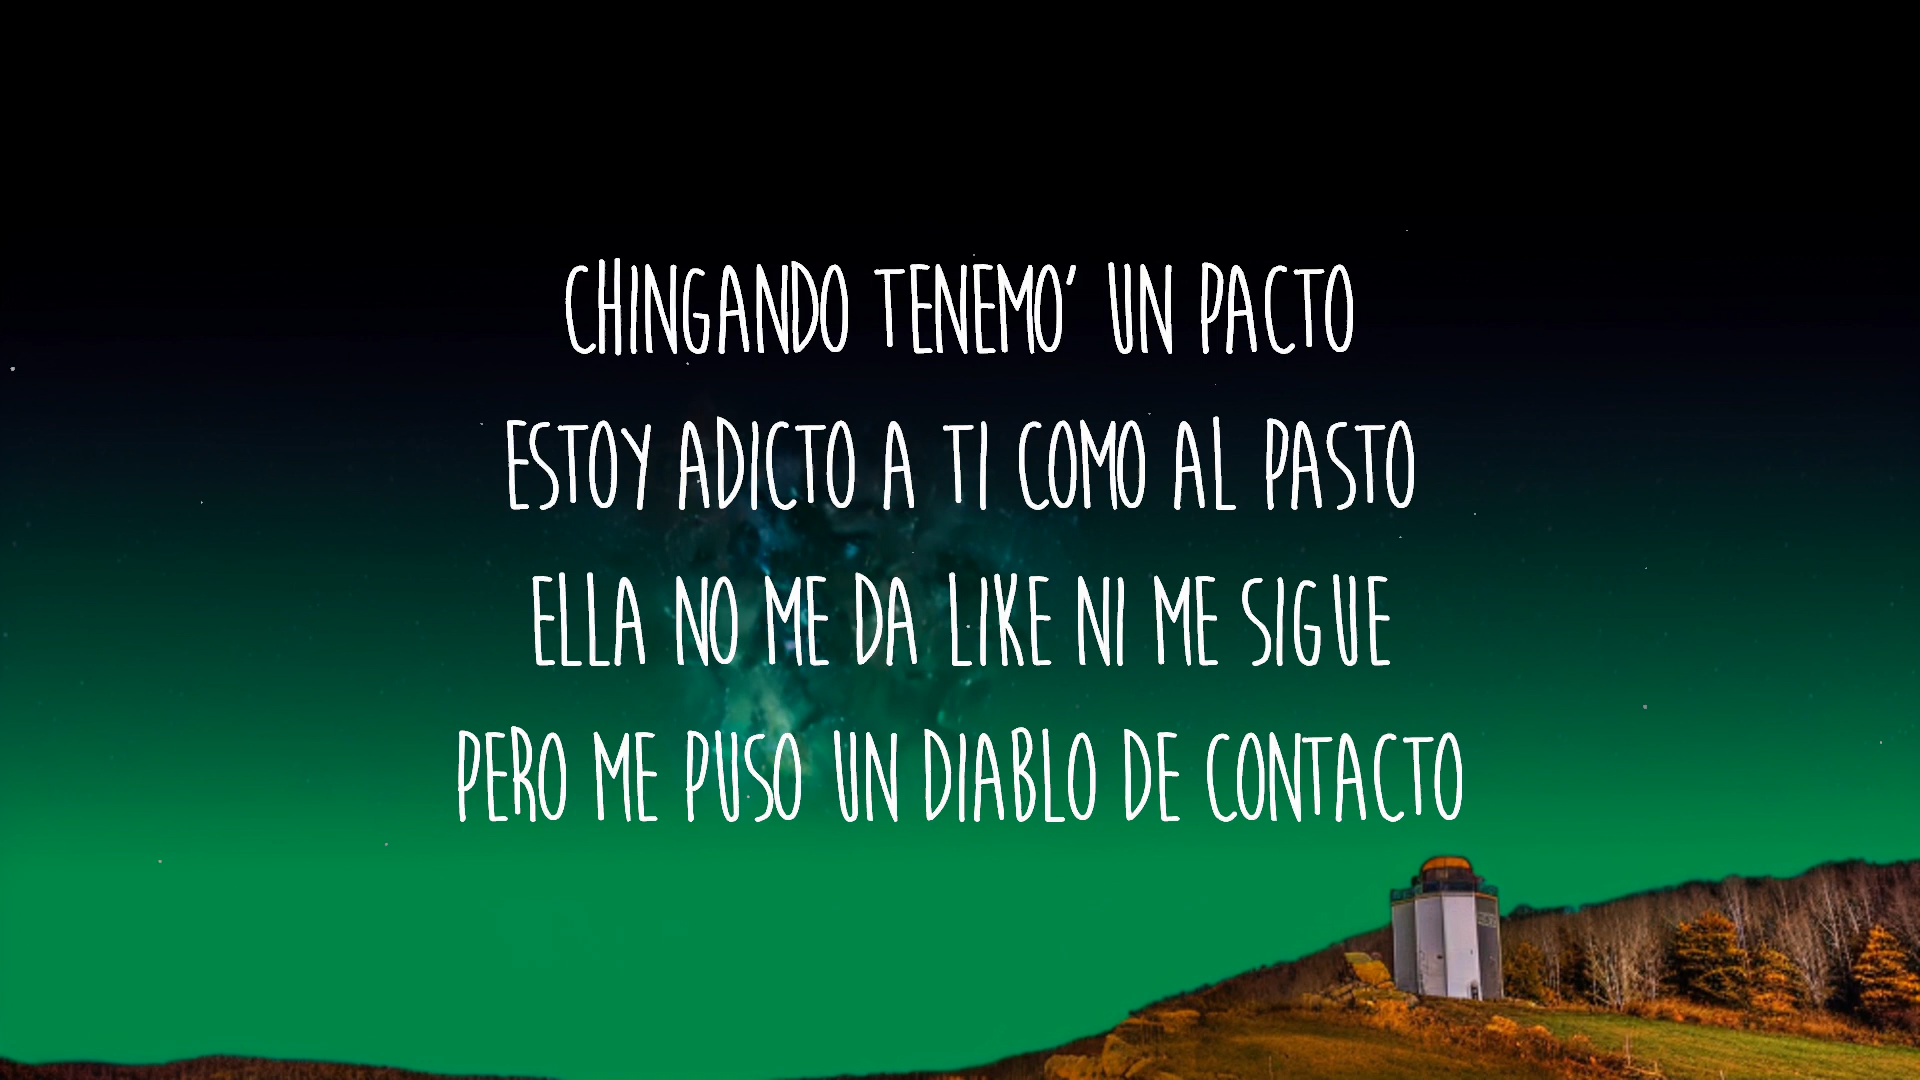 CHINGANDO TENEMO' UN PACTO
ESTOY ADICTO A TI COMO AL PASTO
ELLA NO ME DA LIKE NI ME SIGUE
PERO ME PUSO UN DIABLO DE CONTACTO